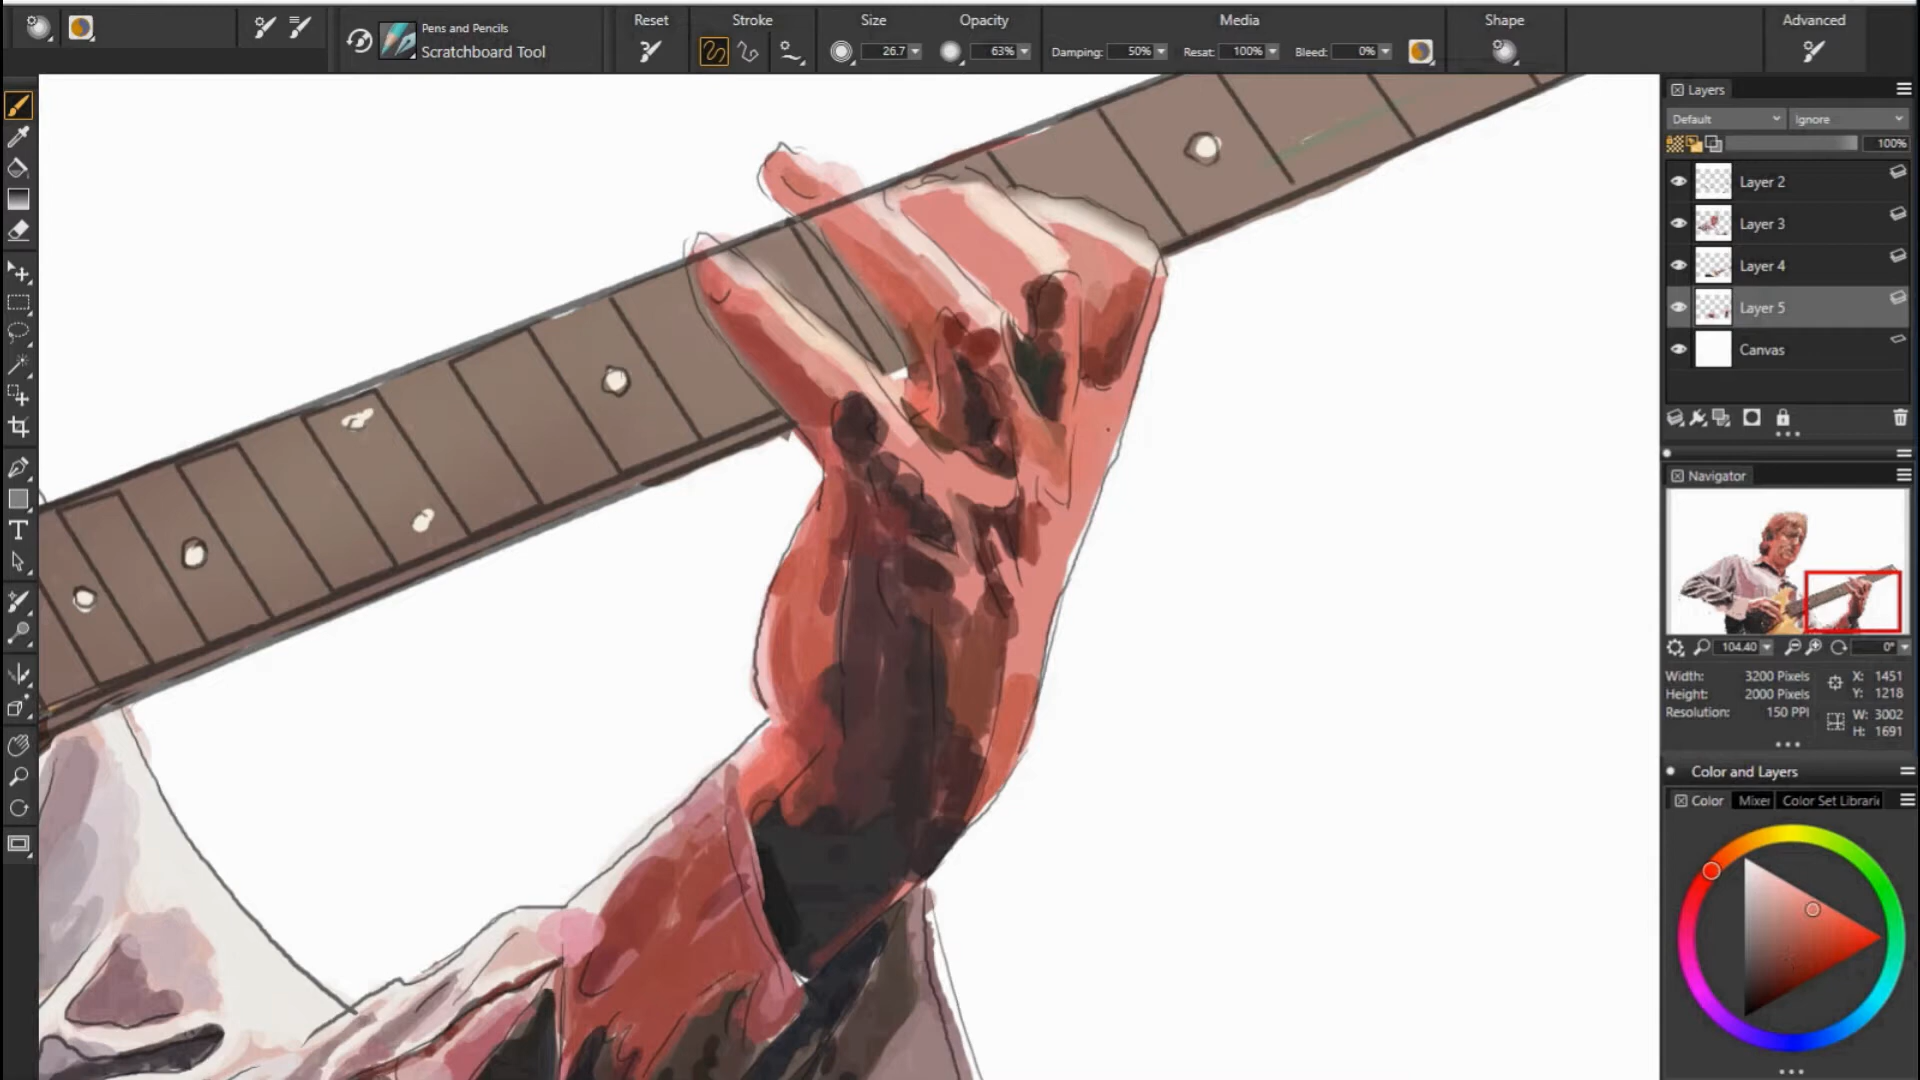 Reset
Stroke
Size
Opacity
Media
Shape
Advanced
Pens and Pencils
Scratchboard Tool
26.7
63%
Damping: 50%
Resat: 100%
Bleed: 0%
Layers
Default
Ignore
100%
Layer 2
Layer 3
Layer 4
Layer 5
Canvas
Navigator
104.40
0°
Width: 3200 Pixels
Height: 2000 Pixels
Resolution: 150 PPI
X: 1451
Y: 1218
W: 3002
H: 1691
Color and Layers
Color
Mixer
Color Set Librari